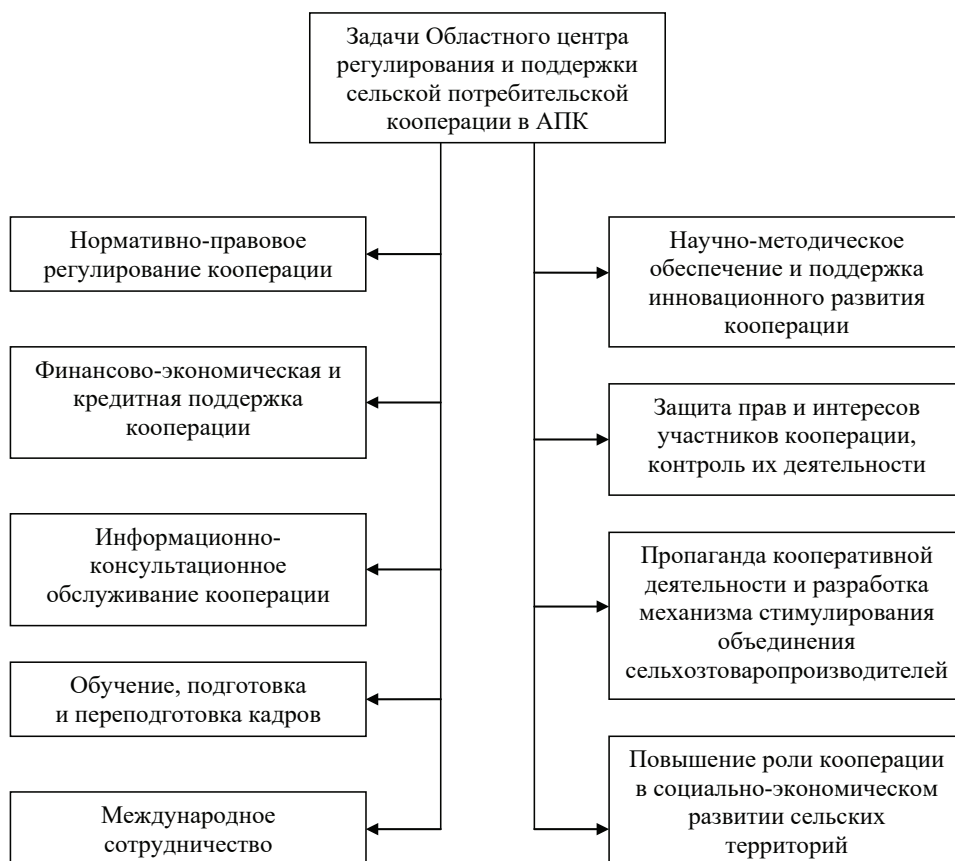 Задачи Областного центра
регулирования и поддержки
сельской потребительской
кооперации в АПК
Нормативно-правовое
регулирование кооперации
Финансово-экономическая и
кредитная поддержка
кооперации
Информационно-
консультационное
обслуживание кооперации
Обучение, подготовка
и переподготовка кадров
Международное
сотрудничество
Научно-методическое
обеспечение и поддержка
инновационного развития
кооперации
Защита прав и интересов
участников кооперации,
контроль их деятельности
Пропаганда кооперативной
деятельности и разработка
механизма стимулирования
объединения
сельхозтоваропроизводителей
Повышение роли кооперации
в социально-экономическом
развитии сельских
территорий